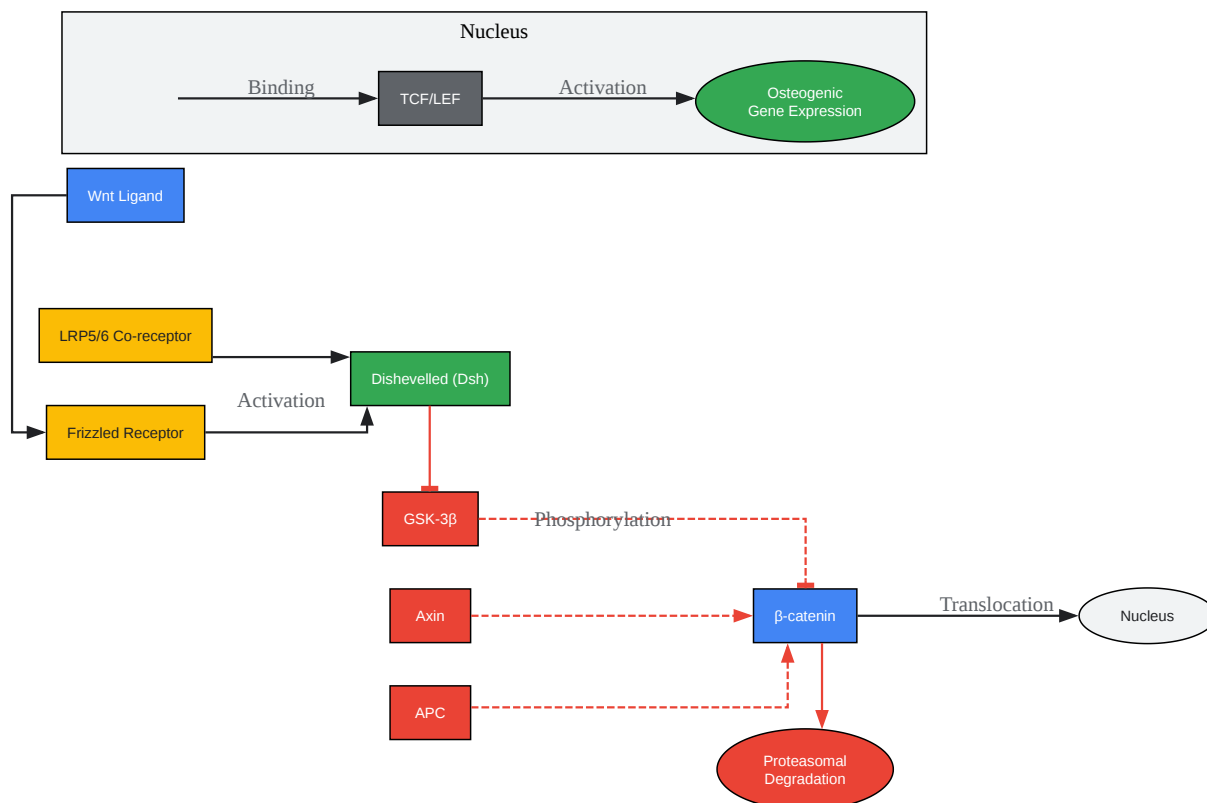 Nucleus
Binding
TCF/LEF
Activation
Osteogenic
Gene Expression
Wnt Ligand
LRP5/6 Co-receptor
Dishevelled (Dsh)
Activation
Frizzled Receptor
GSK-3β
Phosphorylation
Axin
β-catenin
Translocation
Nucleus
APC
Proteasomal
Degradation